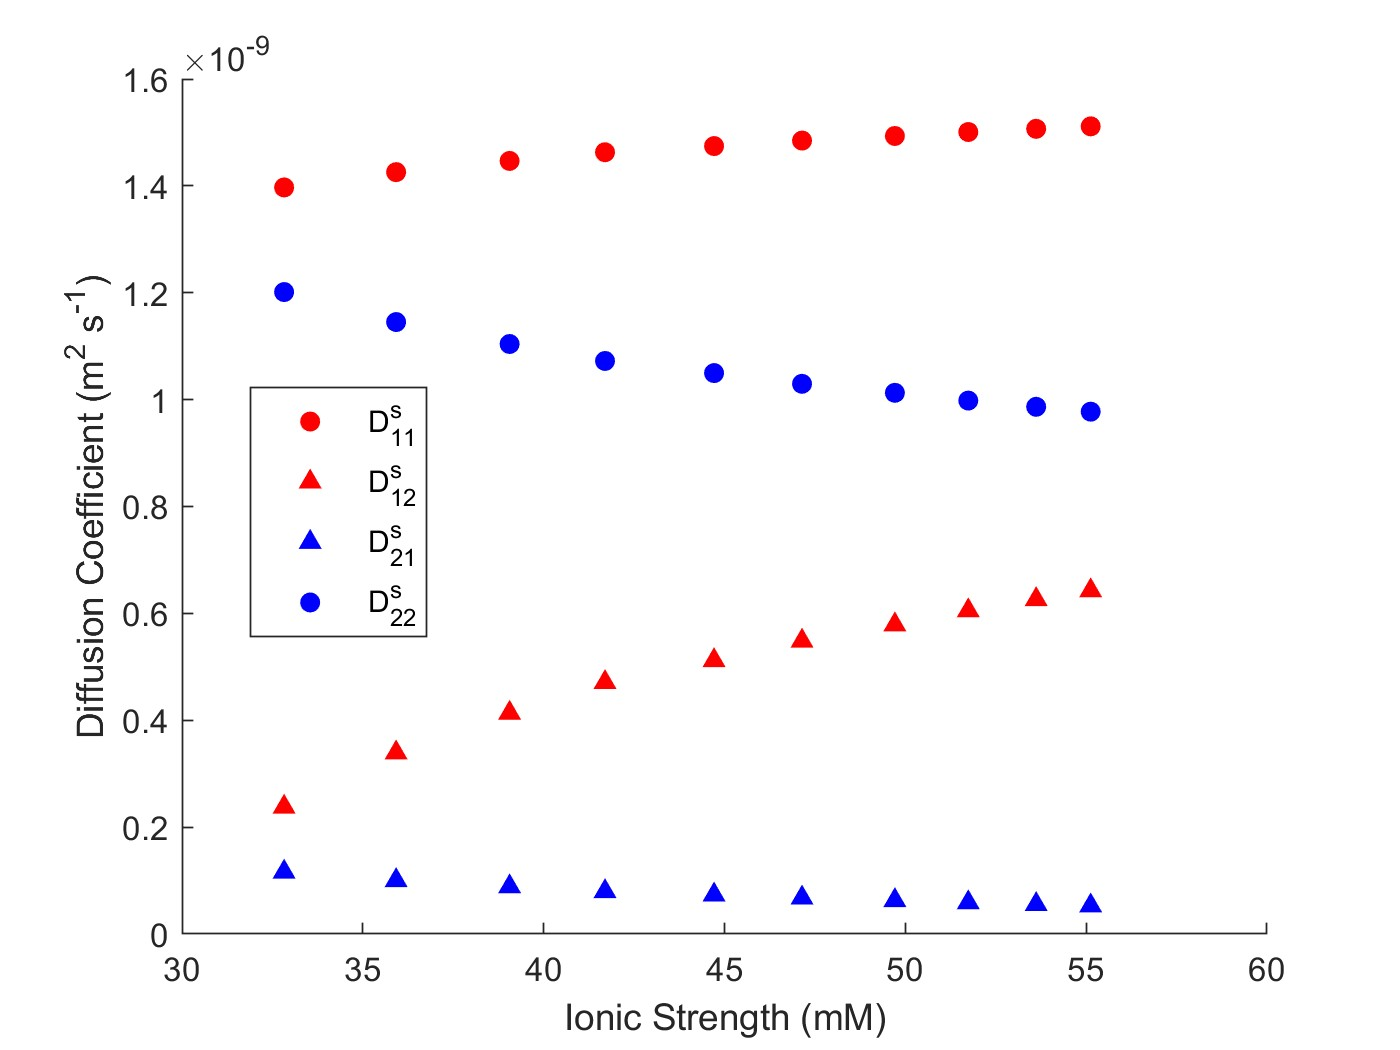 ×10^-9
1.6
1.4
1.2
1
0.8
0.6
0.4
0.2
0
Diffusion Coefficient (m^2 s^-1)
D^s_11
D^s_12
D^s_21
D^s_22
30 35 40 45 50 55 60
Ionic Strength (mM)